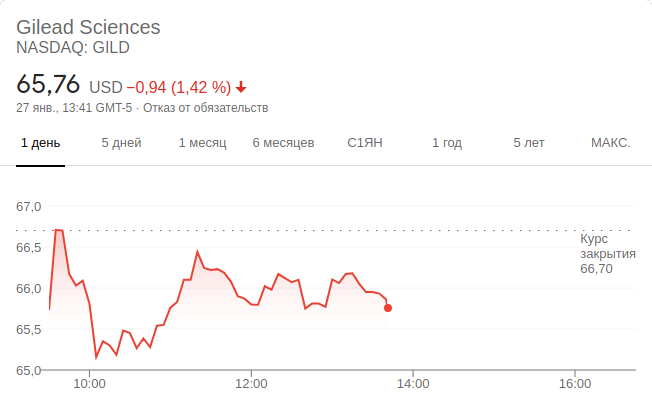 Gilead Sciences
NASDAQ: GILD
65,76 USD −0,94 (1,42 %)
27 янв., 13:41 GMT-5 · Отказ от обязательств
1 день 5 дней 1 месяц 6 месяцев С1ЯН 1 год 5 лет МАКС.
67,0
66,5
66,0
65,5
65,0
Курс
закрытия
66,70
10:00 12:00 14:00 16:00